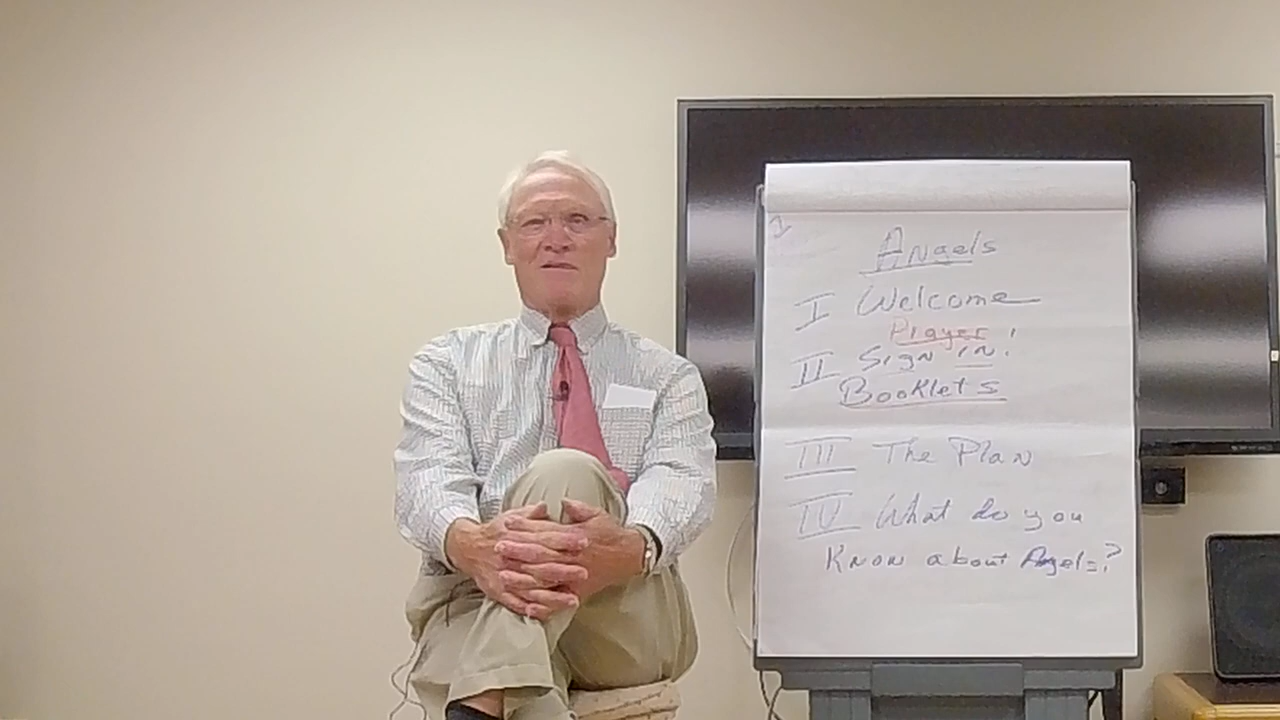 1
Angels
I Welcome
Prayer!
II Sign in!
Booklets
III The Plan
IV What do you
Know about Angels?